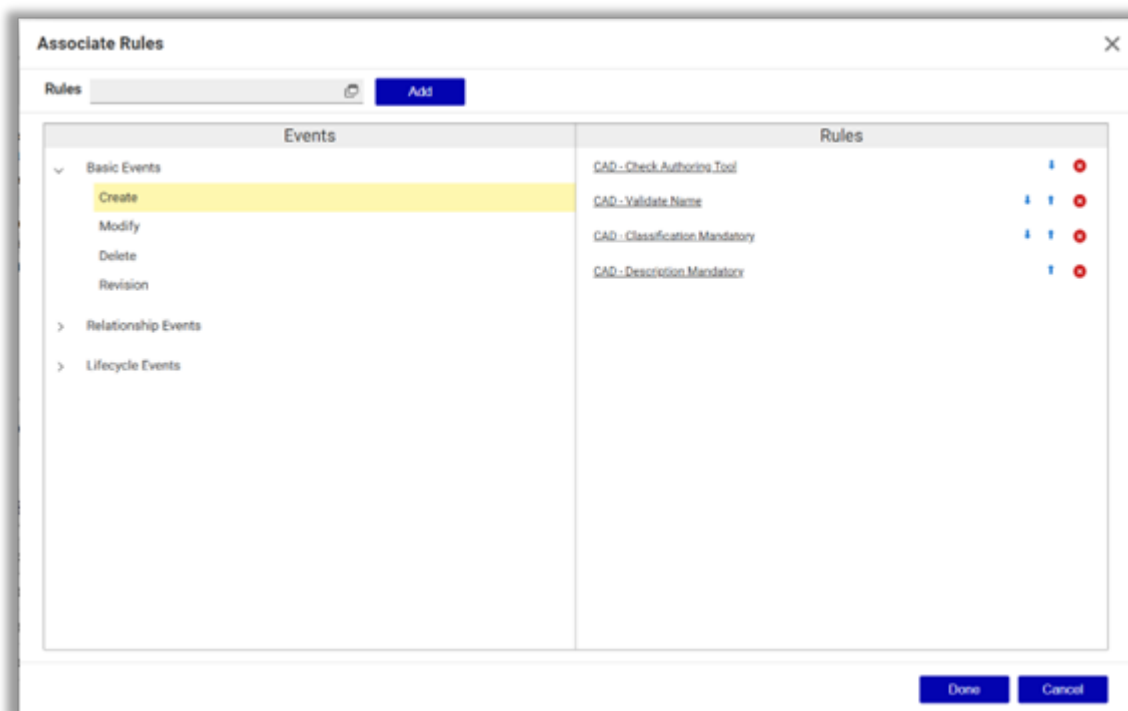 Associate Rules
Rules
Add
Events
Rules
Basic Events
Create
Modify
Delete
Revision
Relationship Events
Lifecycle Events
CAD - Check Authoring Tool
CAD - Validate Name
CAD - Classification Mandatory
CAD - Description Mandatory
Done
Cancel